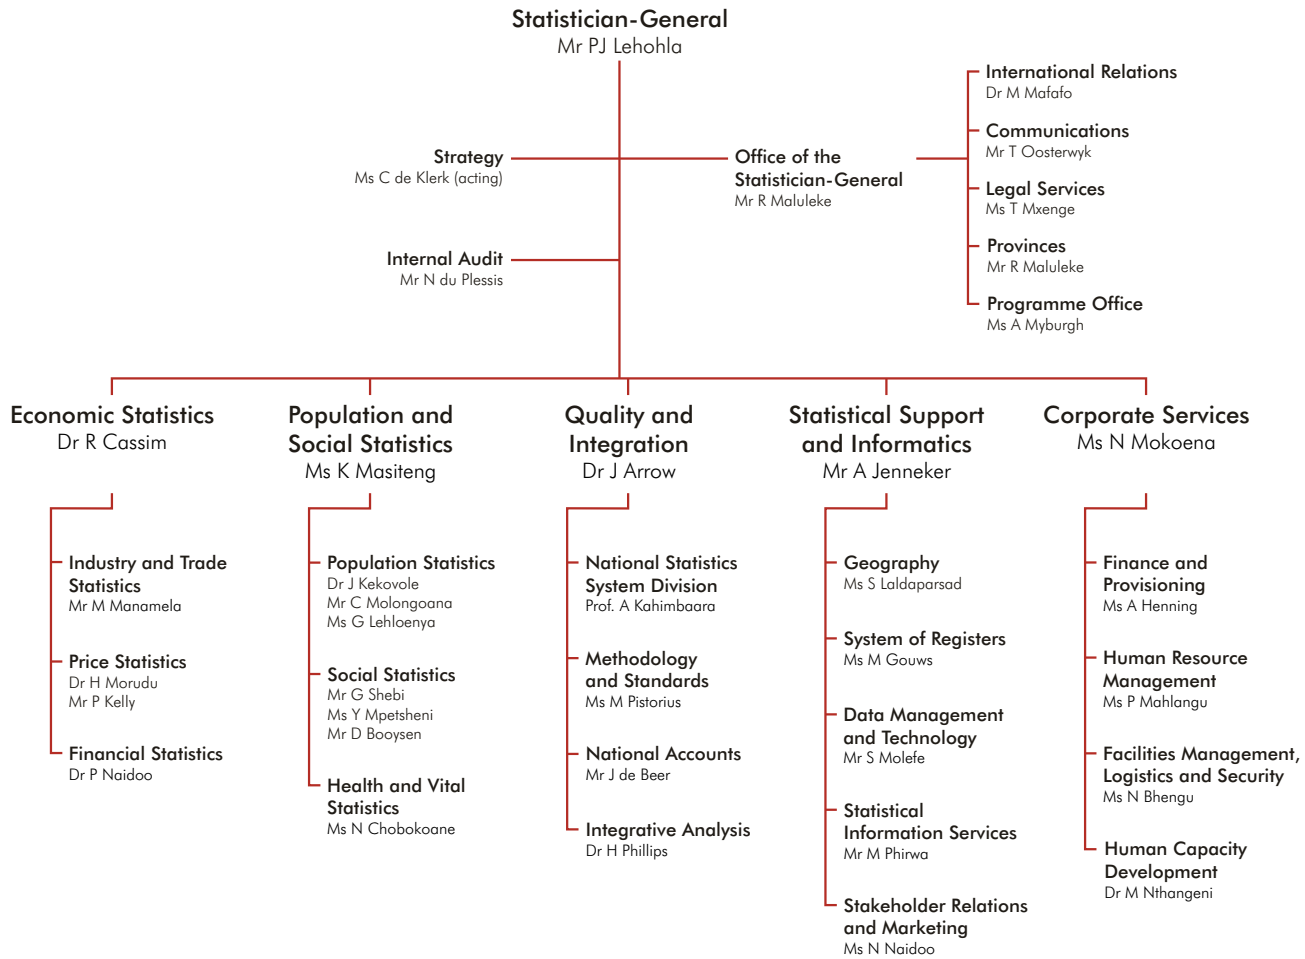 Statistician-General
Mr PJ Lehohla
International Relations
Dr M Mafafo
Communications
Mr T Oosterwyk
Strategy
Ms C de Klerk (acting)
Office of the
Statistician-General
Mr R Maluleke
Legal Services
Ms T Mxenge
Provinces
Mr R Maluleke
Internal Audit
Mr N du Plessis
Programme Office
Ms A Myburgh
Economic Statistics
Dr R Cassim
Population and
Social Statistics
Ms K Masiteng
Quality and
Integration
Dr J Arrow
Statistical Support
and Informatics
Mr A Jenneker
Corporate Services
Ms N Mokoena
Industry and Trade
Statistics
Mr M Manamela
Price Statistics
Dr H Morudu
Mr P Kelly
Financial Statistics
Dr P Naidoo
Population Statistics
Dr J Kekovole
Mr C Molongoana
Ms G Lehloenya
Social Statistics
Mr G Shebi
Ms Y Mpetsheni
Mr D Booysen
Health and Vital
Statistics
Ms N Chobokoane
National Statistics
System Division
Prof. A Kahimbaara
Methodology
and Standards
Ms M Pistorius
National Accounts
Mr J de Beer
Integrative Analysis
Dr H Phillips
Geography
Ms S Laldaparsad
System of Registers
Ms M Gouws
Data Management
and Technology
Mr S Molefe
Statistical
Information Services
Mr M Phirwa
Stakeholder Relations
and Marketing
Ms N Naidoo
Finance and
Provisioning
Ms A Henning
Human Resource
Management
Ms P Mahlangu
Facilities Management,
Logistics and Security
Ms N Bhengu
Human Capacity
Development
Dr M Nthangeni